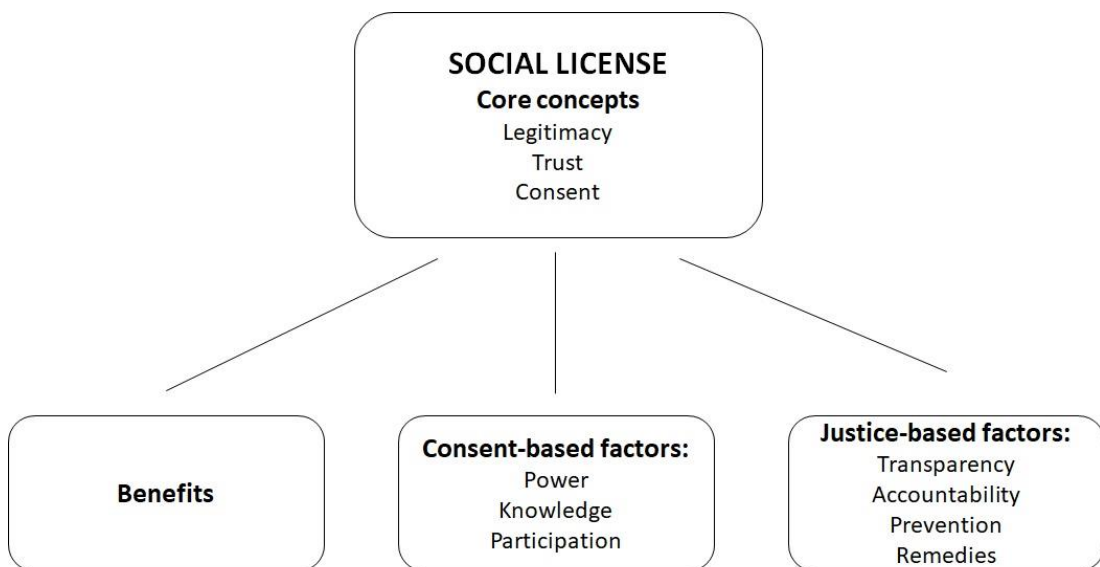 SOCIAL LICENSE
Core concepts
Legitimacy
Trust
Consent
Benefits
Consent-based factors:
Power
Knowledge
Participation
Justice-based factors:
Transparency
Accountability
Prevention
Remedies